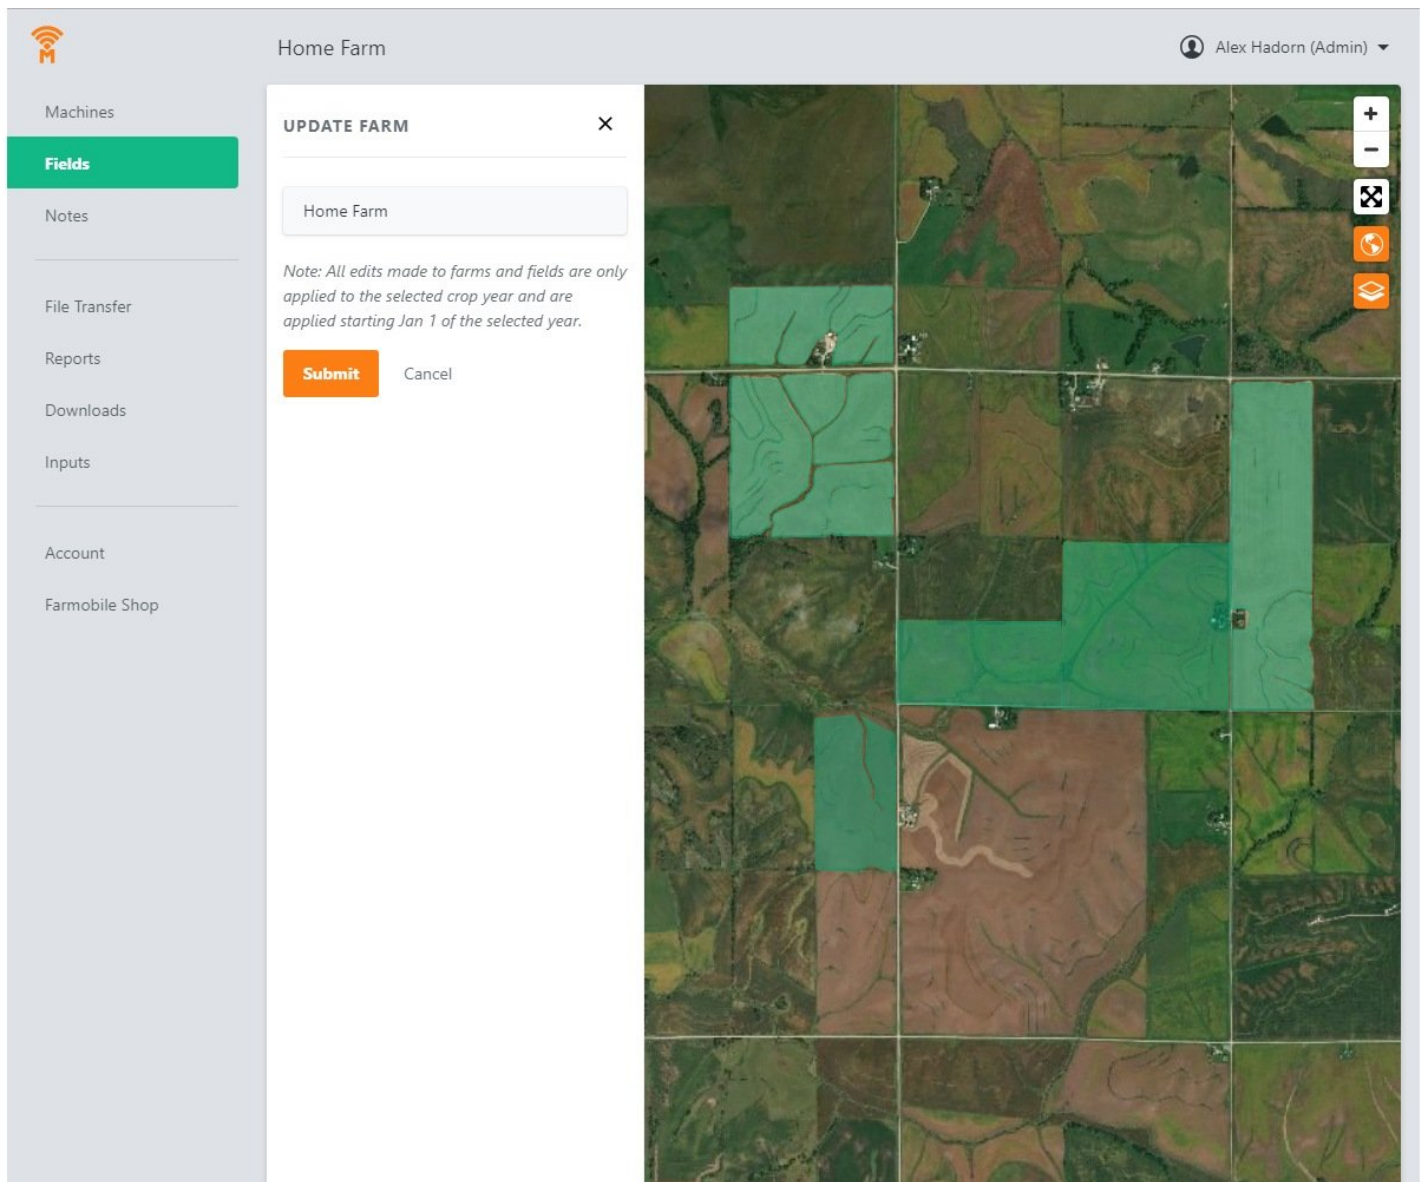 Home Farm
Alex Hadorn (Admin)
Machines
Fields
Notes
File Transfer
Reports
Downloads
Inputs
Account
Farmobile Shop
UPDATE FARM
Home Farm
Note: All edits made to farms and fields are only
applied to the selected crop year and are
applied starting Jan 1 of the selected year.
Submit Cancel